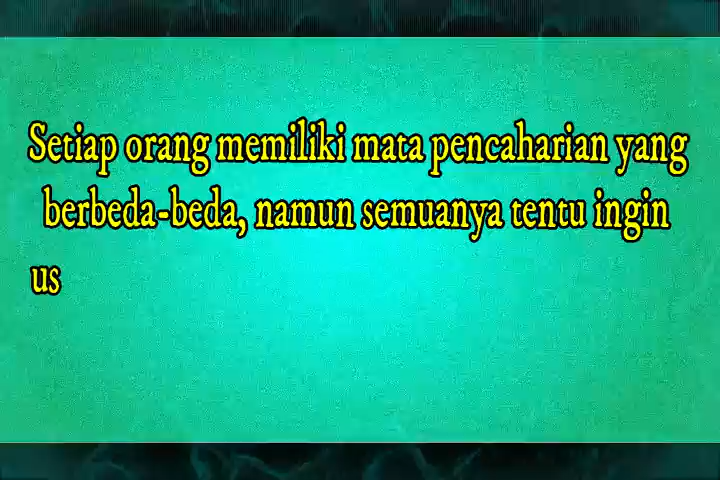 Setiap orang memiliki mata pencaharian yang
berbeda-beda, namun semuanya tentu ingin
us